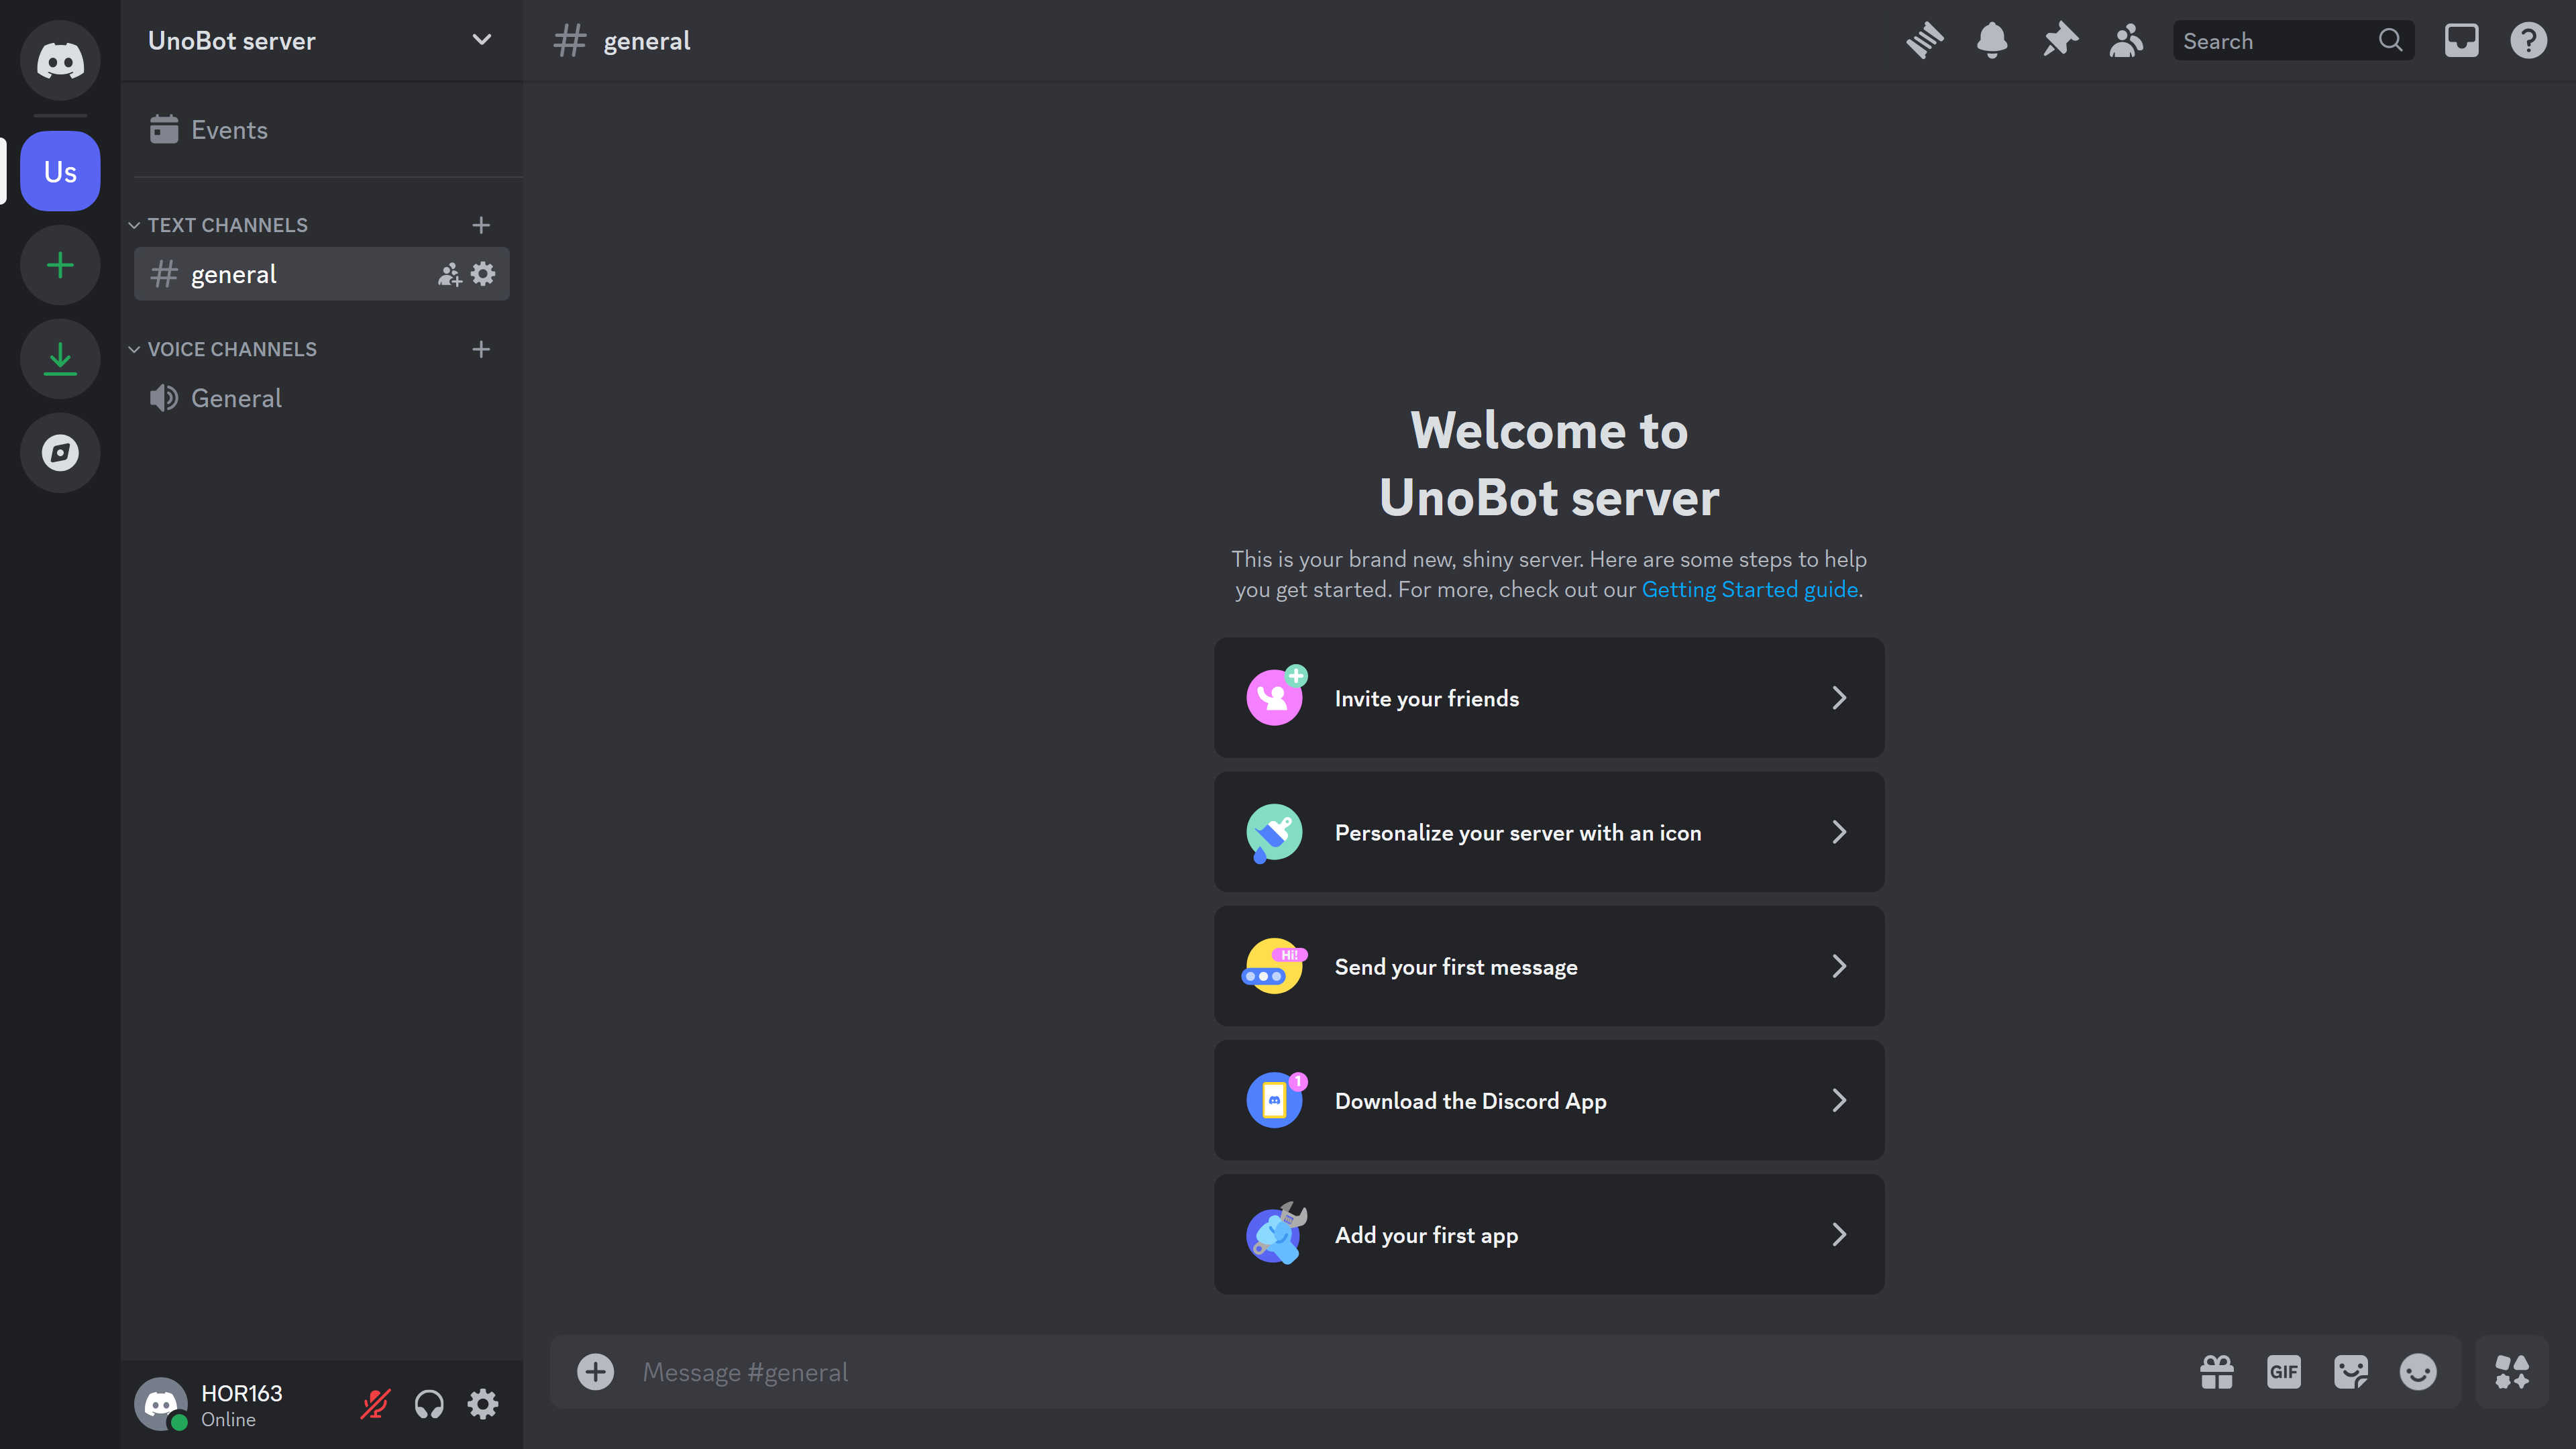 UnoBot server
Us
Events
TEXT CHANNELS
general
VOICE CHANNELS
General
HOR163
Online
general
Search
Welcome to
UnoBot server
This is your brand new, shiny server. Here are some steps to help
you get started. For more, check out our Getting Started guide.
Invite your friends
Personalize your server with an icon
Hi!
Send your first message
1
Download the Discord App
Add your first app
Message #general
GIF